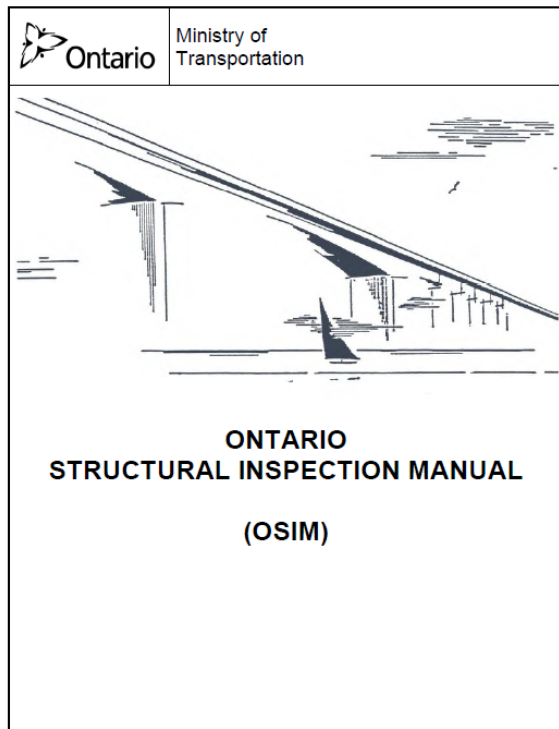 Ontario
Ministry of
Transportation
ONTARIO
STRUCTURAL INSPECTION MANUAL
(OSIM)